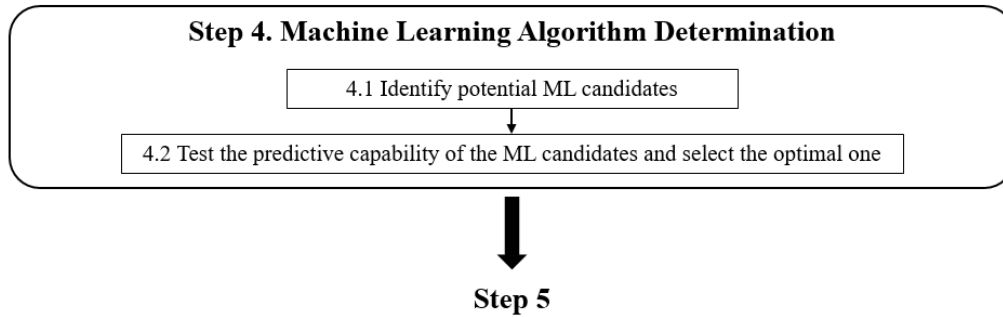 Step 4. Machine Learning Algorithm Determination
4.1 Identify potential ML candidates
4.2 Test the predictive capability of the ML candidates and select the optimal one
Step 5